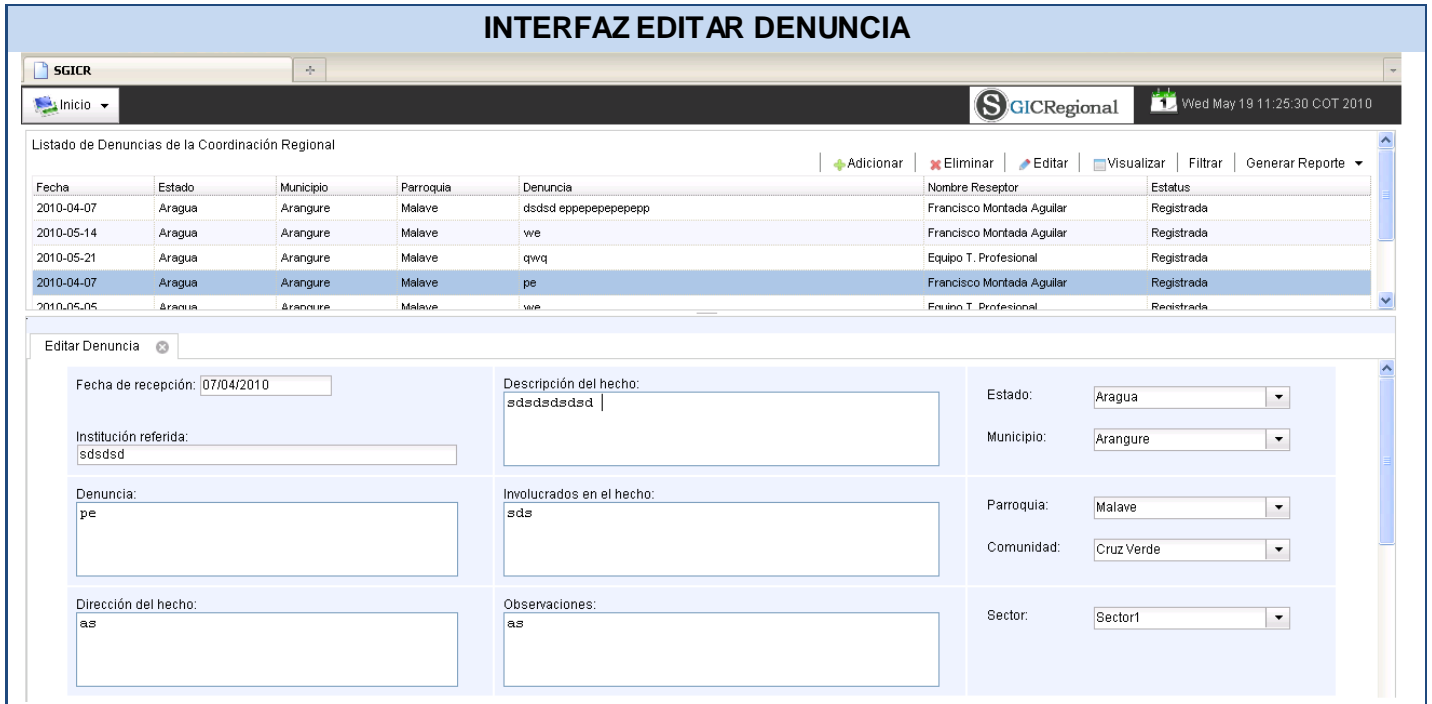 INTERFAZ EDITAR DENUNCIA
SGICR
Inicio
SGICRegional
1
Wed May 19 11:25:30 COT 2010
Listado de Denuncias de la Coordinación Regional
Adicionar Eliminar Editar Visualizar Filtrar Generar Reporte
Fecha Estado Municipio Parroquia Denuncia Nombre Reseptor Estatus
2010-04-07 Aragua Arangure Malave dsdsd eppepepepepepp Francisco Montada Aguilar Registrada
2010-05-14 Aragua Arangure Malave we Francisco Montada Aguilar Registrada
2010-05-21 Aragua Arangure Malave qwq Equipo T. Profesional Registrada
2010-04-07 Aragua Arangure Malave pe Francisco Montada Aguilar Registrada
2010-05-05 Aragua Arangure Malave we Equipo T. Profesional Registrada
Editar Denuncia
Fecha de recepción: 07/04/2010
Institución referida:
sdsdsd
Descripción del hecho:
sdsdsdsdsd
Estado: Aragua
Municipio: Arangure
Denuncia:
pe
Involucrados en el hecho:
sds
Parroquia: Malave
Comunidad: Cruz Verde
Dirección del hecho:
as
Observaciones:
as
Sector: Sector1